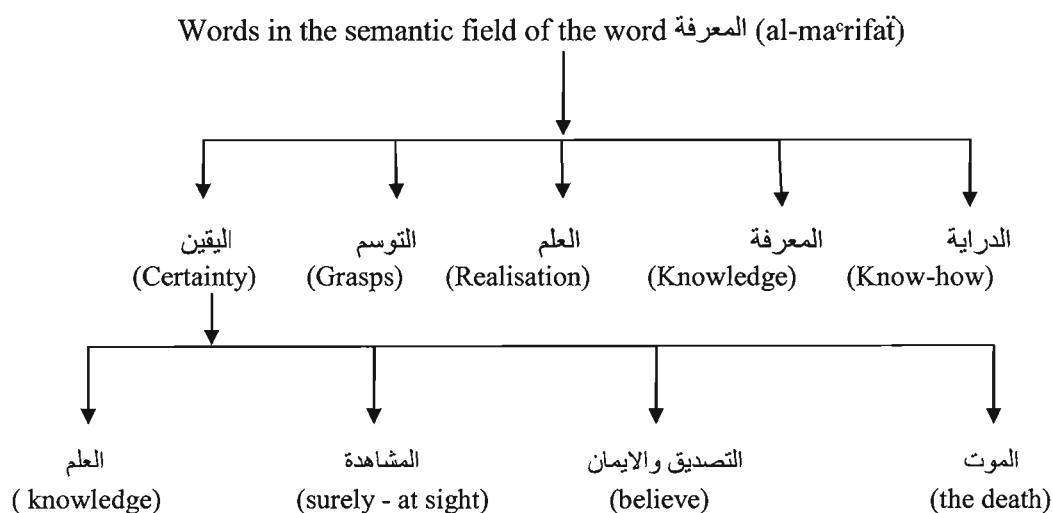 Words in the semantic field of the word المعرفة (al-maᶜrifaẗ)
اليقين التوسم العلم المعرفة الدراية
(Certainty) (Grasps) (Realisation) (Knowledge) (Know-how)
العلم المشاهدة التصديق والايمان الموت
( knowledge) (surely - at sight) (believe) (the death)